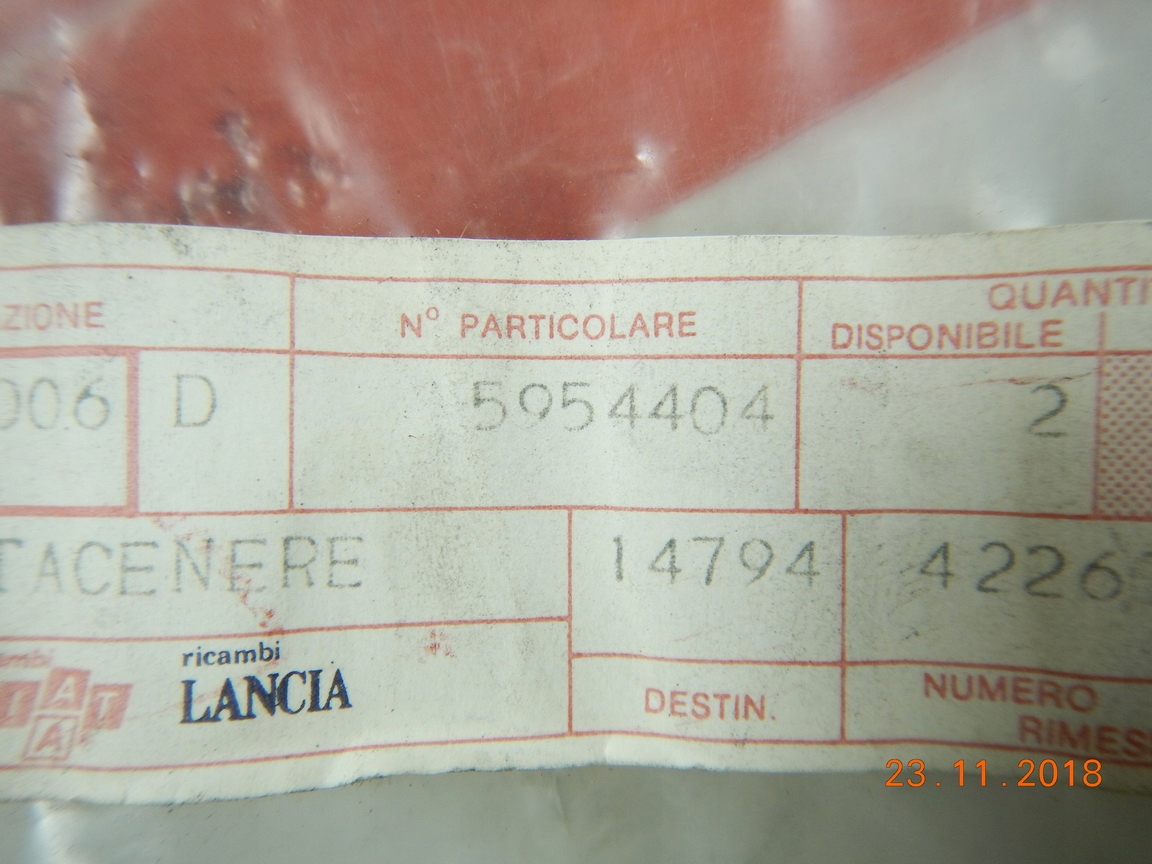 QUANTI
ZIONE N° PARTICOLARE DISPONIBILE
006 D 5954404 2
TACENERE 14794 4226
ricambi
LANCIA
DESTIN. NUMERO
RIMES
23.11.2018